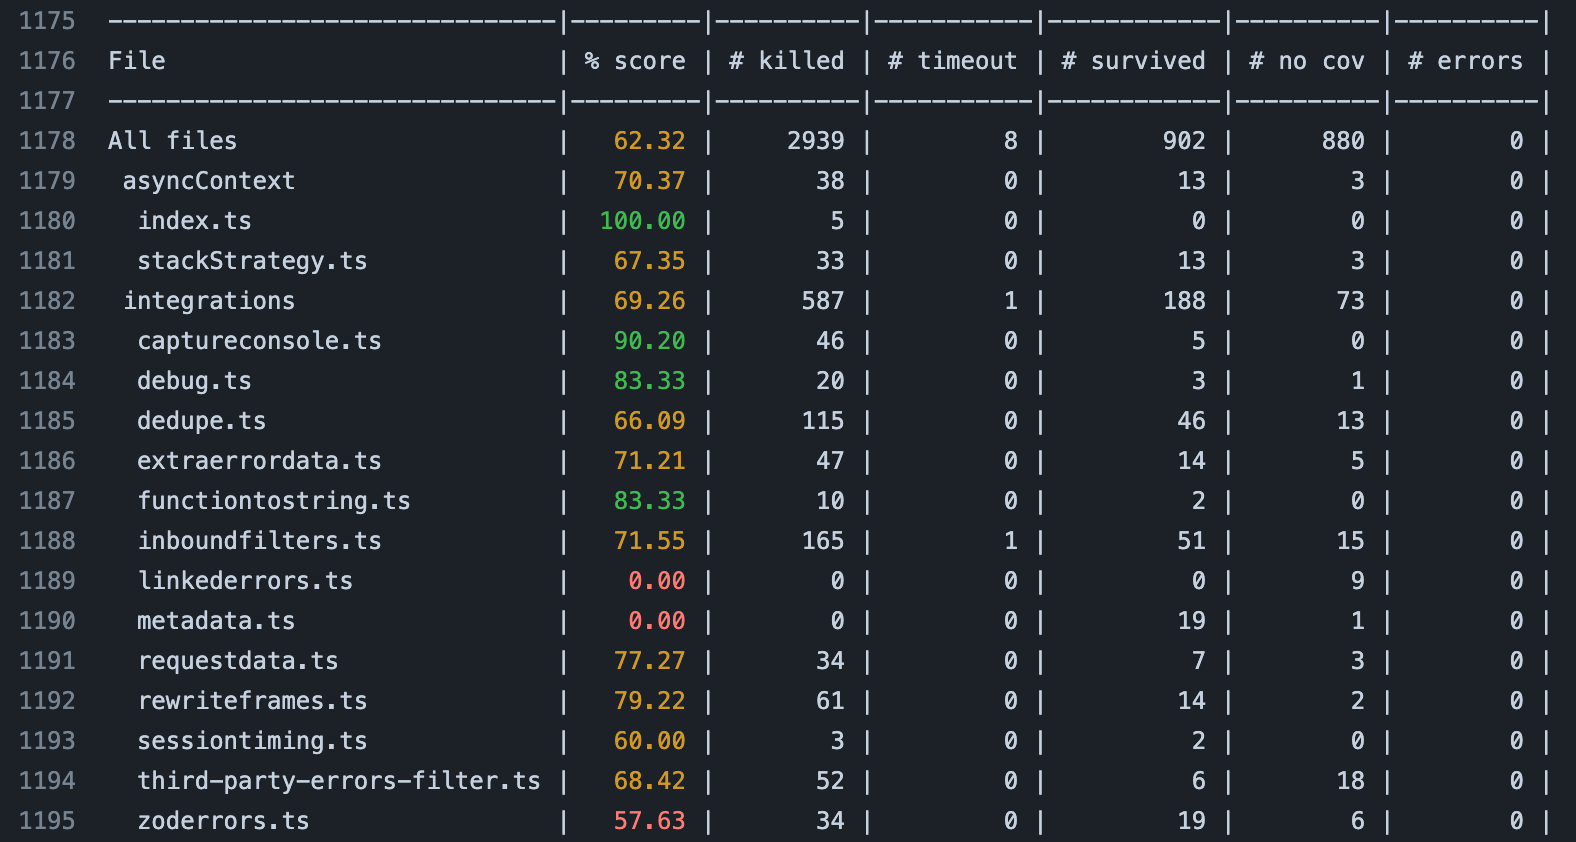 1175 -------------------------------|---------|----------|-----------|------------|----------|----------|
1176 File                           | % score | # killed | # timeout | # survived | # no cov | # errors |
1177 -------------------------------|---------|----------|-----------|------------|----------|----------|
1178 All files                      |   62.32 |     2939 |         8 |        902 |      880 |        0 |
1179  asyncContext                  |   70.37 |       38 |         0 |         13 |        3 |        0 |
1180   index.ts                     |  100.00 |        5 |         0 |          0 |        0 |        0 |
1181   stackStrategy.ts             |   67.35 |       33 |         0 |         13 |        3 |        0 |
1182  integrations                  |   69.26 |      587 |         1 |        188 |       73 |        0 |
1183   captureconsole.ts            |   90.20 |       46 |         0 |          5 |        0 |        0 |
1184   debug.ts                     |   83.33 |       20 |         0 |          3 |        1 |        0 |
1185   dedupe.ts                    |   66.09 |      115 |         0 |         46 |       13 |        0 |
1186   extraerrordata.ts            |   71.21 |       47 |         0 |         14 |        5 |        0 |
1187   functiontostring.ts          |   83.33 |       10 |         0 |          2 |        0 |        0 |
1188   inboundfilters.ts            |   71.55 |      165 |         1 |         51 |       15 |        0 |
1189   linkederrors.ts              |    0.00 |        0 |         0 |          0 |        9 |        0 |
1190   metadata.ts                  |    0.00 |        0 |         0 |         19 |        1 |        0 |
1191   requestdata.ts               |   77.27 |       34 |         0 |          7 |        3 |        0 |
1192   rewriteframes.ts             |   79.22 |       61 |         0 |         14 |        2 |        0 |
1193   sessiontiming.ts             |   60.00 |        3 |         0 |          2 |        0 |        0 |
1194   third-party-errors-filter.ts |   68.42 |       52 |         0 |          6 |       18 |        0 |
1195   zoderrors.ts                 |   57.63 |       34 |         0 |         19 |        6 |        0 |